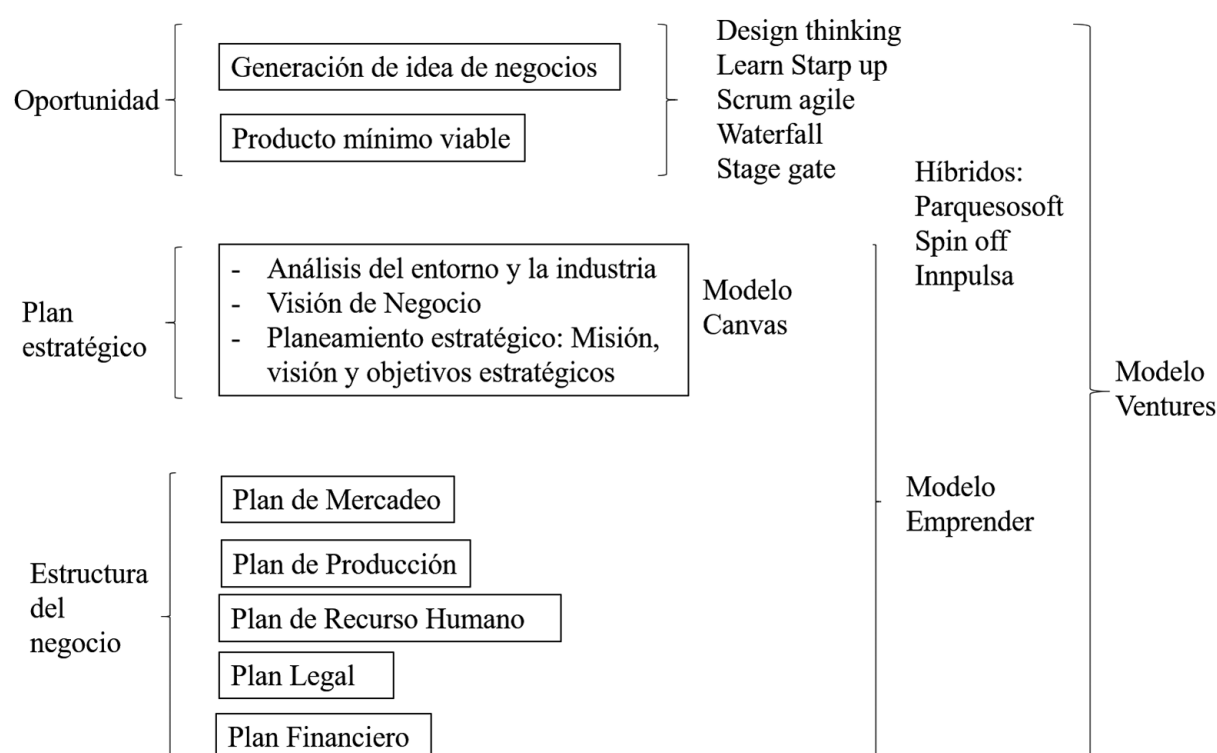 Oportunidad
Generación de idea de negocios
Producto mínimo viable
Design thinking
Learn Starp up
Scrum agile
Waterfall
Stage gate
Híbridos:
Parquesosoft
Spin off
Innpulsa
Plan
estratégico
- Análisis del entorno y la industria
- Visión de Negocio
- Planeamiento estratégico: Misión,
visión y objetivos estratégicos
Modelo
Canvas
Modelo
Ventures
Estructura
del
negocio
Plan de Mercadeo
Plan de Producción
Plan de Recurso Humano
Plan Legal
Plan Financiero
Modelo
Emprender